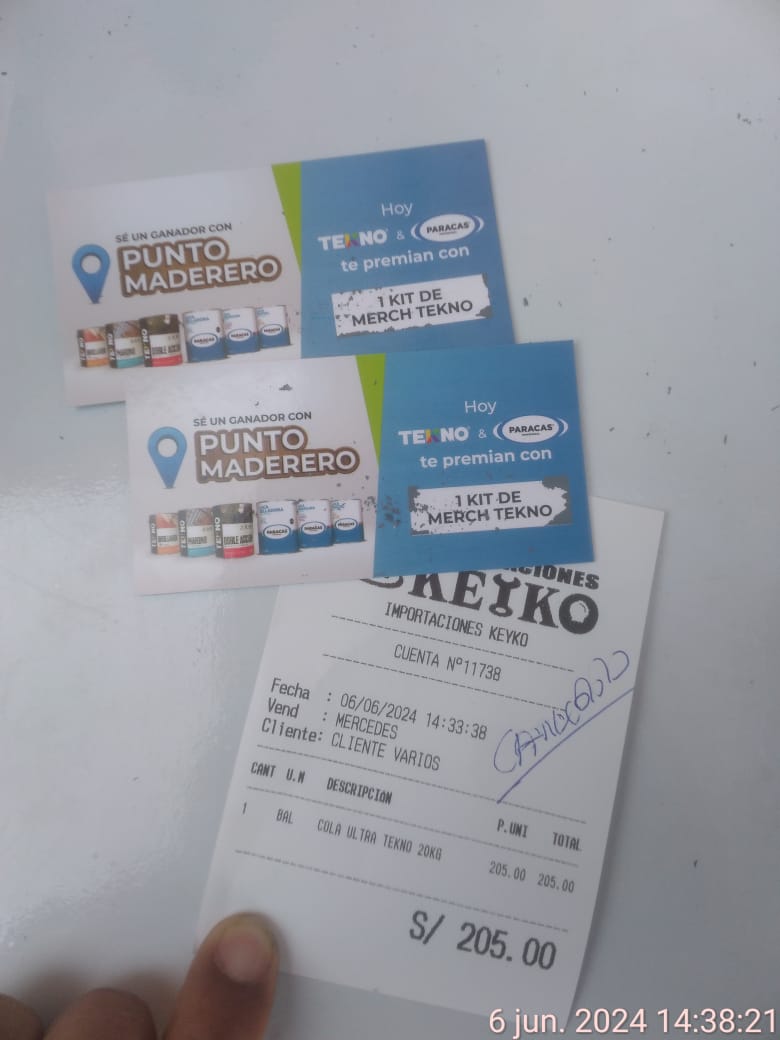 SÉ UN GANADOR CON
PUNTO
MADERERO
Hoy
TEKNO & PARACAS
te premian con
1 KIT DE
MERCH TEKNO
SÉ UN GANADOR CON
PUNTO
MADERERO
Hoy
TEKNO & PARACAS
te premian con
1 KIT DE
MERCH TEKNO
CIONES
KEYKO
IMPORTACIONES KEYKO
CUENTA Nº11738
Fecha : 06/06/2024 14:33:38
Vend : MERCEDES
Cliente: CLIENTE VARIOS
CANCELADO
CANT U.N DESCRIPCION P.UNI TOTAL
1 BAL COLA ULTRA TEKNO 20KG 205.00 205.00
S/ 205.00
6 jun. 2024 14:38:21